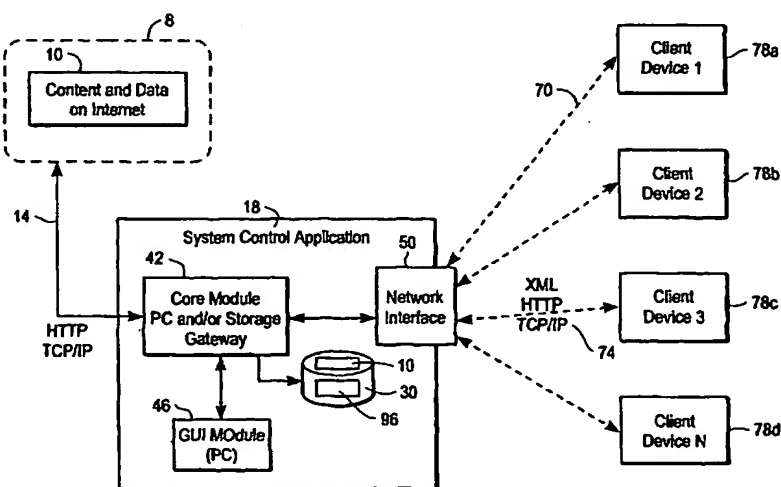 8
10
Content and Data
on Internet
14
HTTP
TCP/IP
18
System Control Application
42
Core Module
PC and/or Storage
Gateway
50
Network
Interface
10
30
96
46
GUI MOdule
(PC)
70
XML
HTTP
TCP/IP
74
Client
Device 1
78a
Client
Device 2
78b
Client
Device 3
78c
Client
Device N
78d